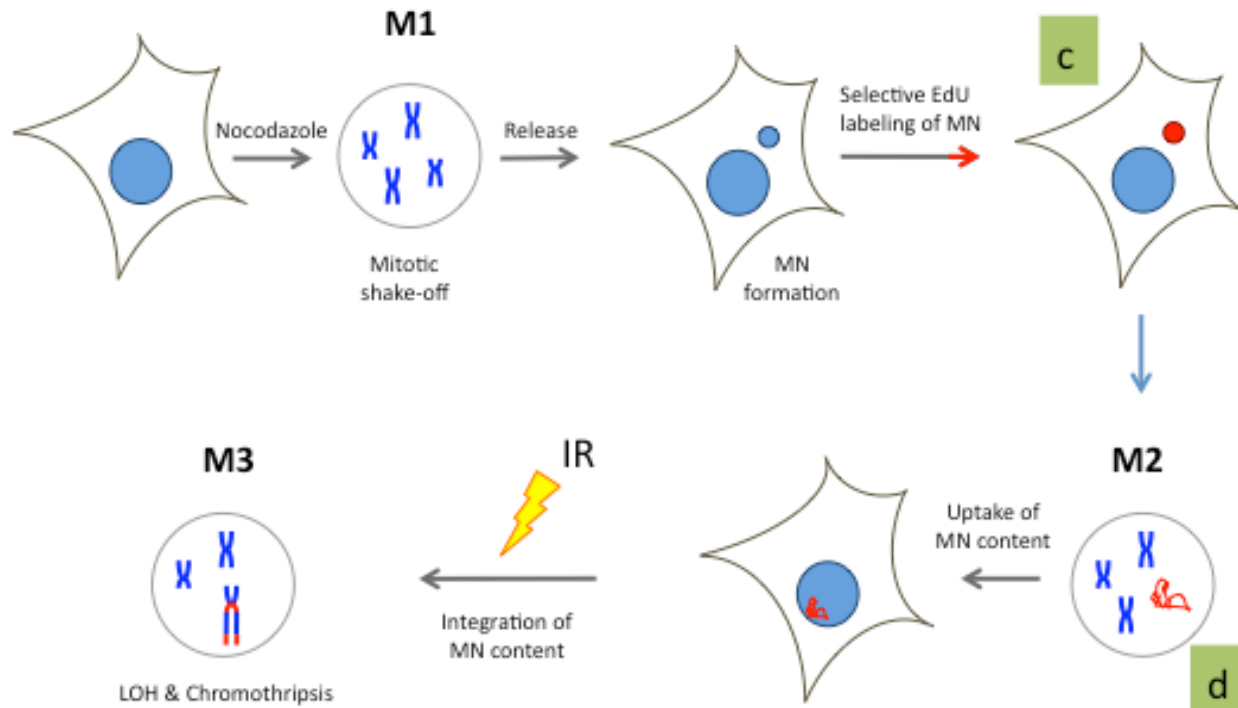 M1
c
Nocodazole
Release
Selective EdU
labeling of MN
Mitotic
shake-off
MN
formation
M3
IR
M2
Uptake of
MN content
Integration of
MN content
LOH & Chromothripsis
d